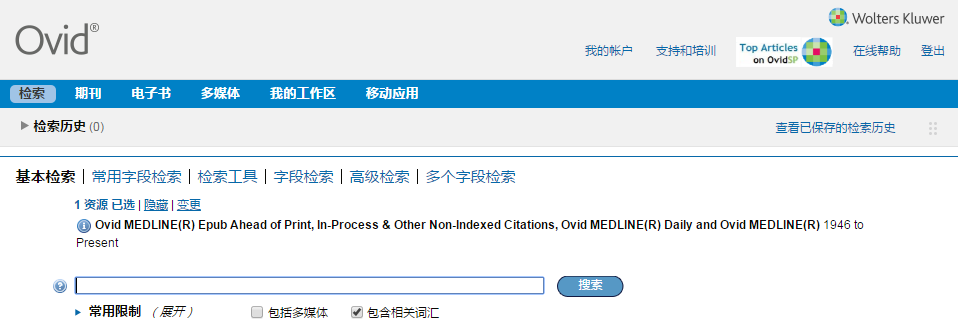 Wolters Kluwer
Ovid®
我的帐户 支持和培训 Top Articles on OvidSP 在线帮助 登出
检索 期刊 电子书 多媒体 我的工作区 移动应用
检索历史 (0) 查看已保存的检索历史
基本检索 | 常用字段检索 | 检索工具 | 字段检索 | 高级检索 | 多个字段检索
1 资源 已选 | 隐藏 | 变更
Ovid MEDLINE(R) Epub Ahead of Print, In-Process & Other Non-Indexed Citations, Ovid MEDLINE(R) Daily and Ovid MEDLINE(R) 1946 to
Present
搜索
常用限制 (展开) 包括多媒体 包含相关词汇